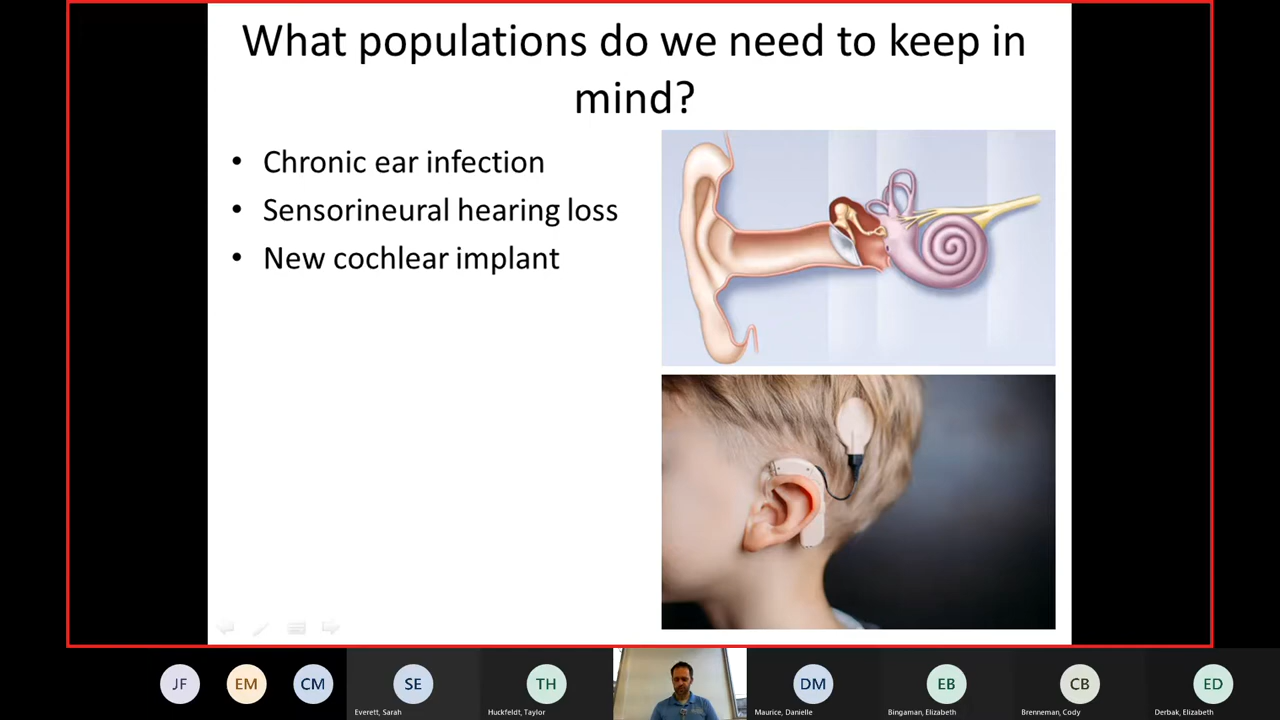 What populations do we need to keep in
mind?
• Chronic ear infection
• Sensorineural hearing loss
• New cochlear implant
JF
EM
CM
SE
TH
DM
EB
CB
ED
Everett, Sarah
Huckfeldt, Taylor
Maurice, Danielle
Bingaman, Elizabeth
Brenneman, Cody
Derbak, Elizabeth